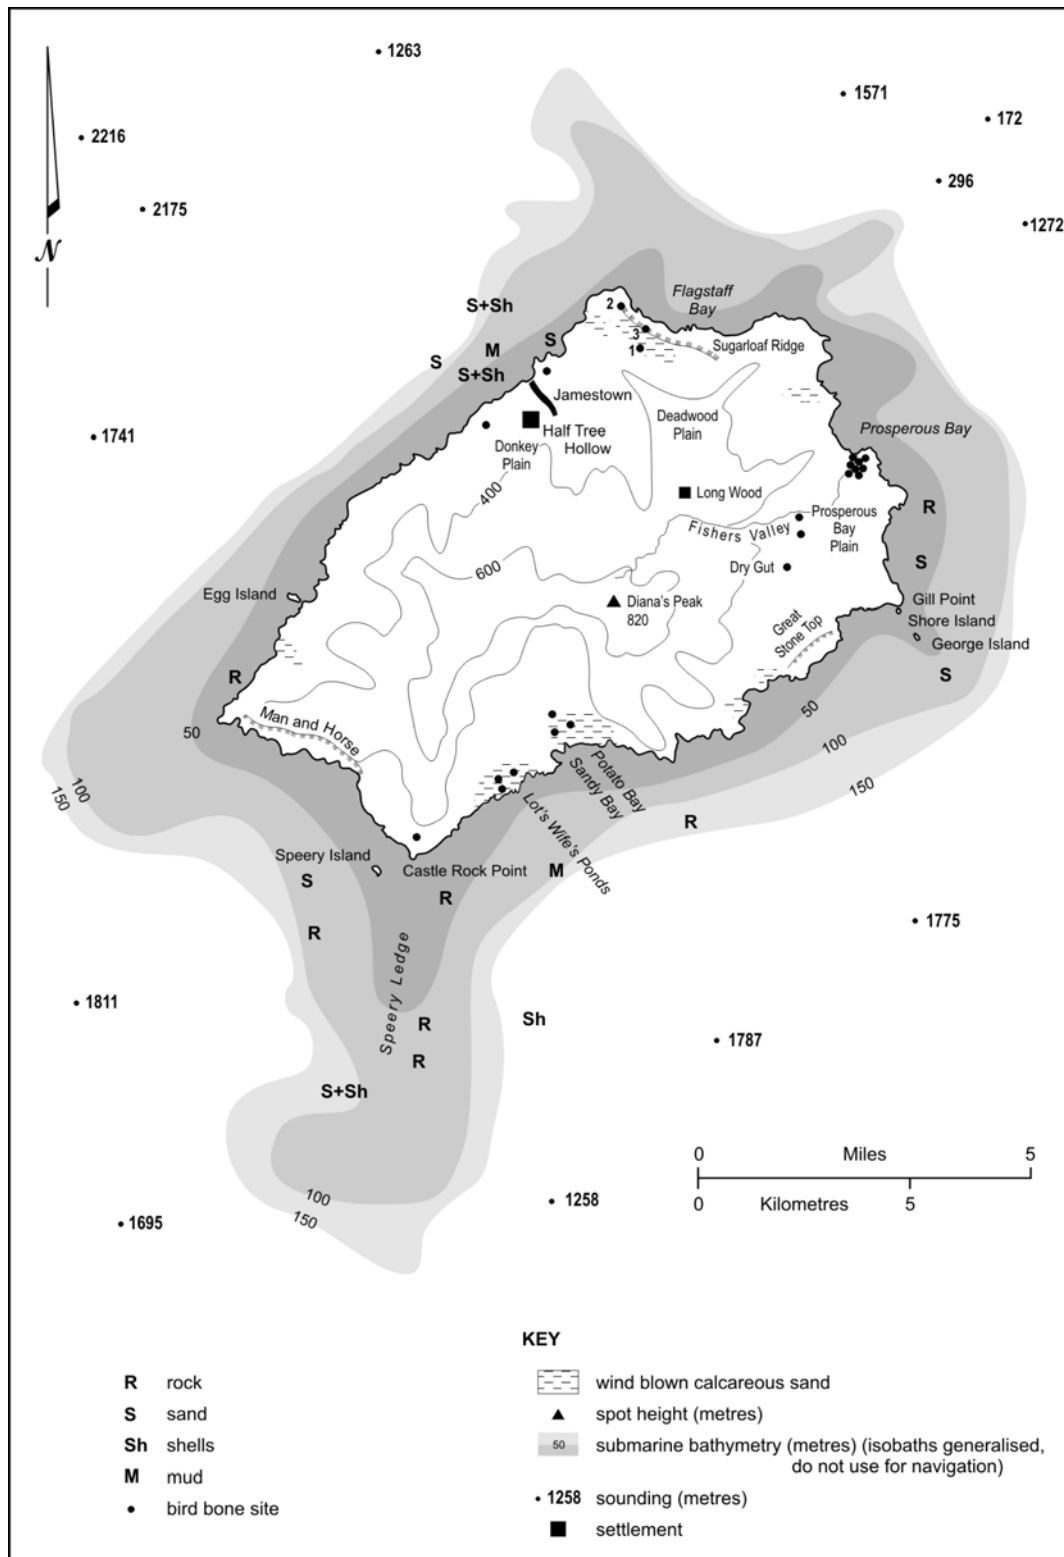 1263
1571
172
2216
296
2175
1272
N
S+Sh
Flagstaff
Bay
2
3
1
Sugarloaf Ridge
S
M
S
S+Sh
Jamestown
Deadwood
Plain
Half Tree
Hollow
Donkey
Plain
Prosperous Bay
1741
400
Long Wood
R
Fishers Valley
Prosperous
Bay
Plain
S
Dry Gut
600
Egg Island
Diana's Peak
820
Gill Point
Shore Island
George Island
Great
Stone Top
R
S
Man and Horse
50
50
100
150
100
150
Potato Bay
Sandy Bay
Lot's Wife's Ponds
R
Speery Island
Castle Rock Point
M
S
R
R
1775
Speery Ledge
1811
R
Sh
1787
R
S+Sh
0 Miles 5
0 Kilometres 5
100
150
1258
1695
KEY
R rock
S sand
Sh shells
M mud
bird bone site
wind blown calcareous sand
spot height (metres)
50 submarine bathymetry (metres) (isobaths generalised,
do not use for navigation)
1258 sounding (metres)
settlement